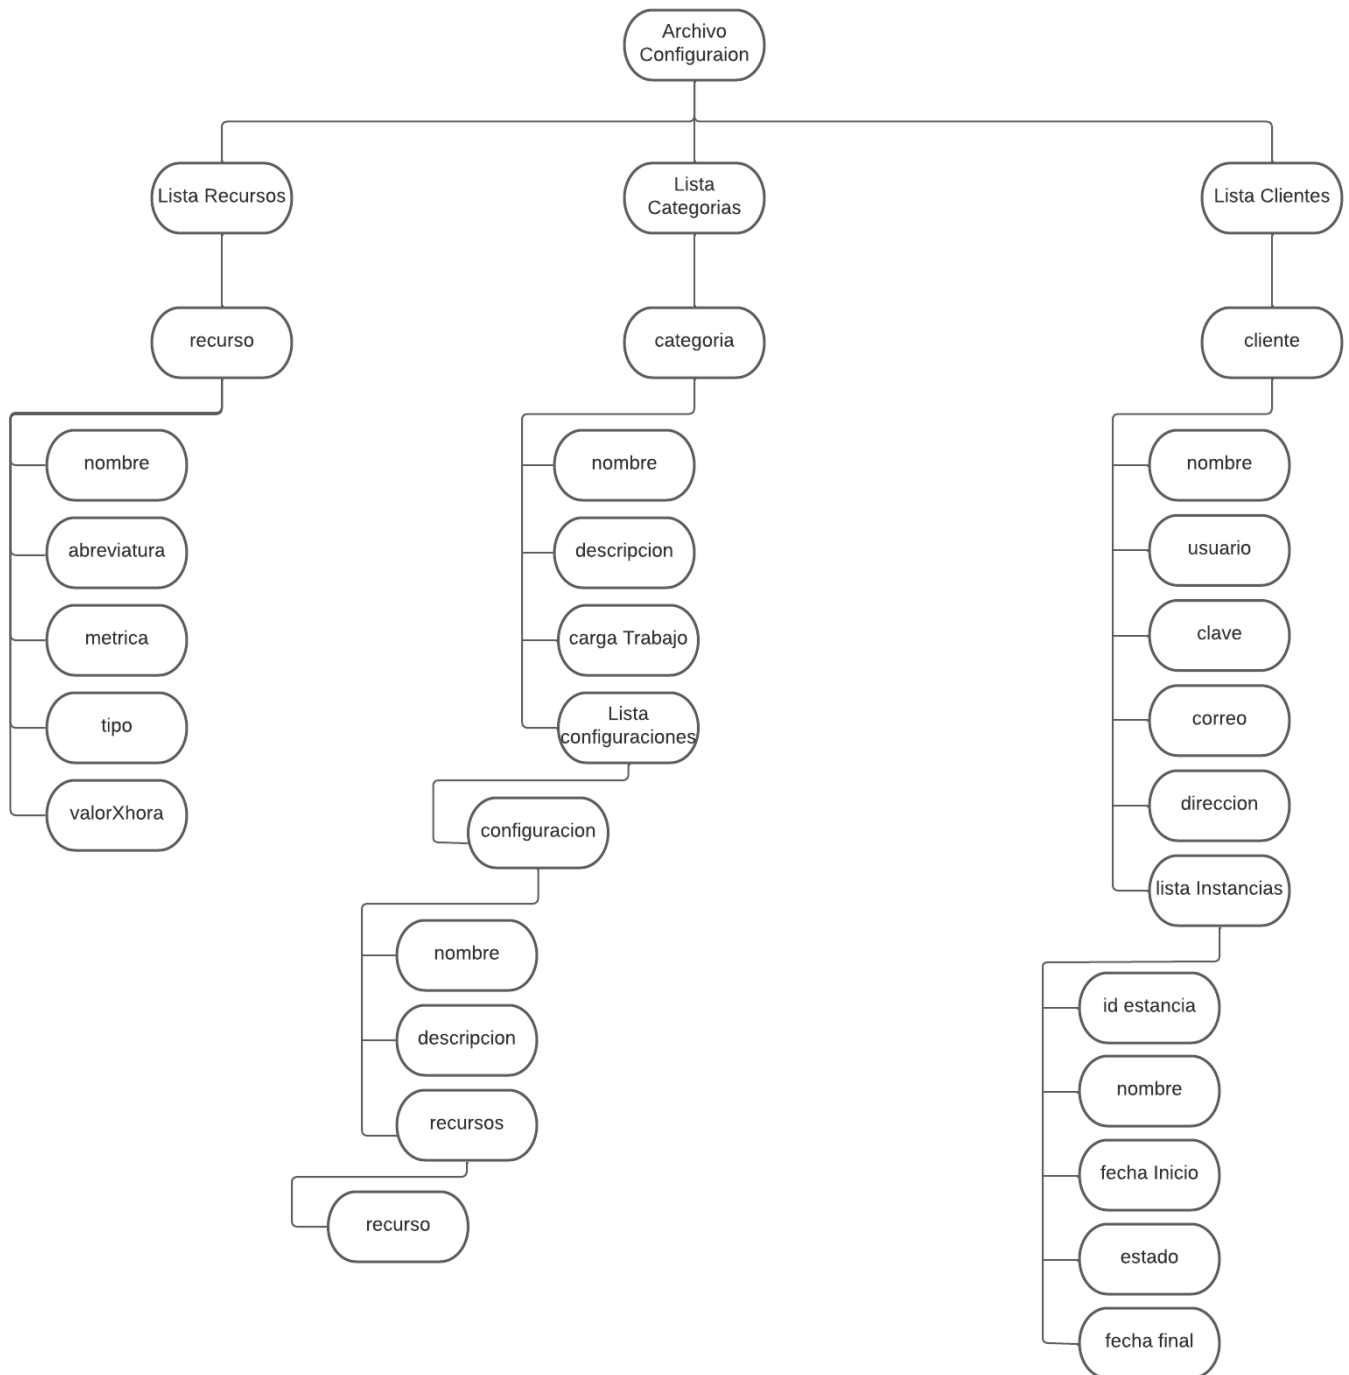 Archivo
Configuraion
Lista Recursos
Lista
Categorias
Lista Clientes
recurso
categoria
cliente
nombre
abreviatura
metrica
tipo
valorXhora
nombre
descripcion
carga Trabajo
Lista
configuraciones
configuracion
nombre
descripcion
recursos
recurso
nombre
usuario
clave
correo
direccion
lista Instancias
id estancia
nombre
fecha Inicio
estado
fecha final